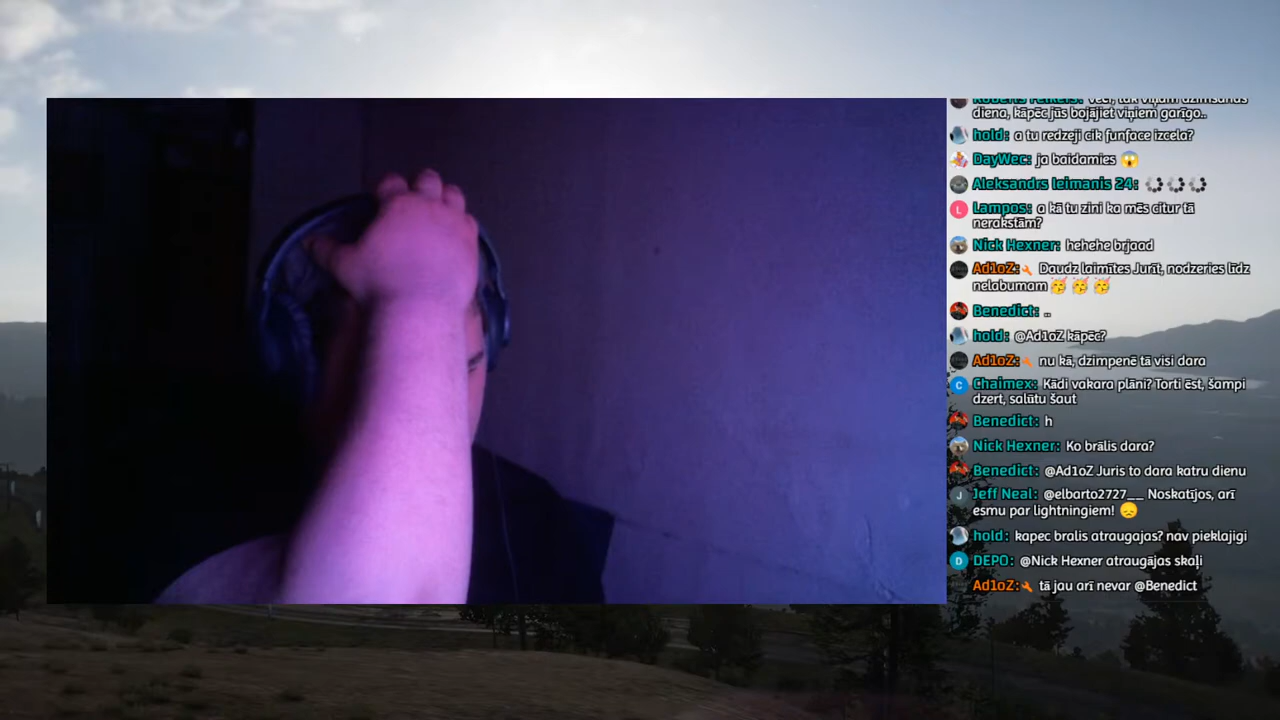 diena, kāpēc jūs bojājiet viņiem garīgo..
hold: a tu redzeji cik funface izcela?
DayWec: ja baidamies
Aleksandrs leimanis 24:
Lampos: a kā tu zini ka mēs citur tā
nerakstām?
Nick Hexner: hehehe brjaad
Ad1oZ: Daudz laimītes Jurīt, nodzeries līdz
nelabumam
Benedict: ..
hold: @Ad1oZ kāpēc?
Ad1oZ: nu kā, dzimpenē tā visi dara
C Chaimex: Kādi vakara plāni? Torti ēst, šampi
dzert, salūtu šaut
Benedict: h
Nick Hexner: Ko brālis dara?
Benedict: @Ad1oZ Juris to dara katru dienu
J Jeff Neal: @elbarto2727__ Noskatījos, arī
esmu par lightningiem!
hold: kapec bralis atraugajas? nav pieklajigi
D DEPO: @Nick Hexner atraugājas skaļi
Ad1oZ: tā jau arī nevar @Benedict